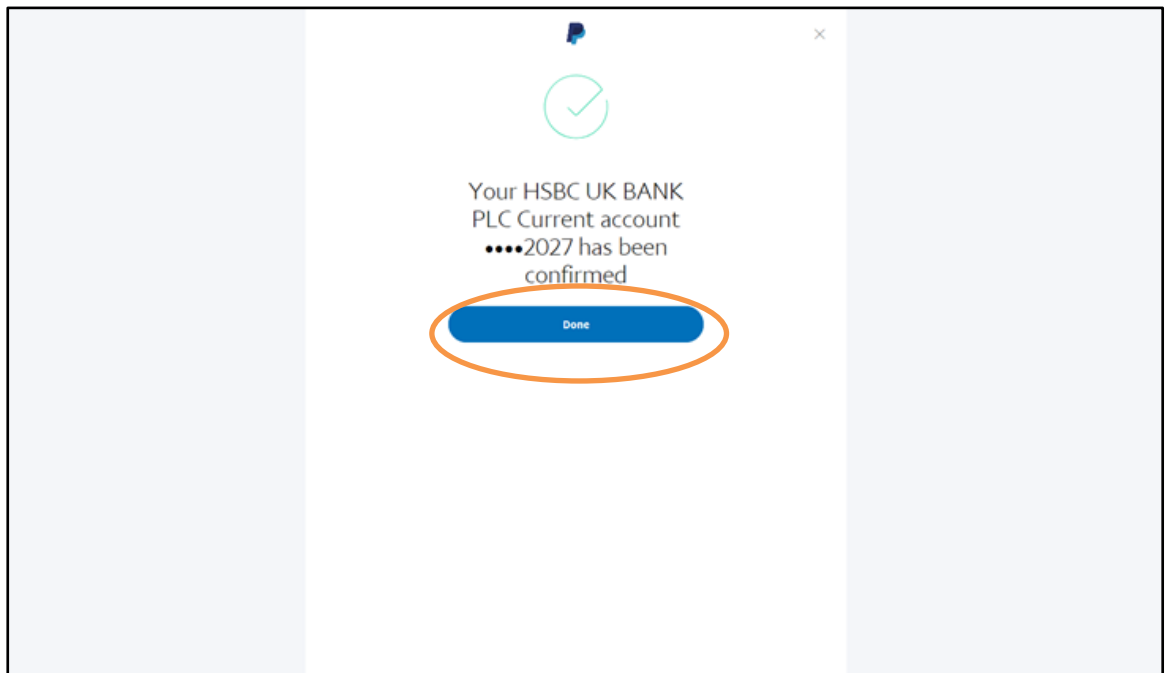 Your HSBC UK BANK
PLC Current account
••••2027 has been
confirmed
Done